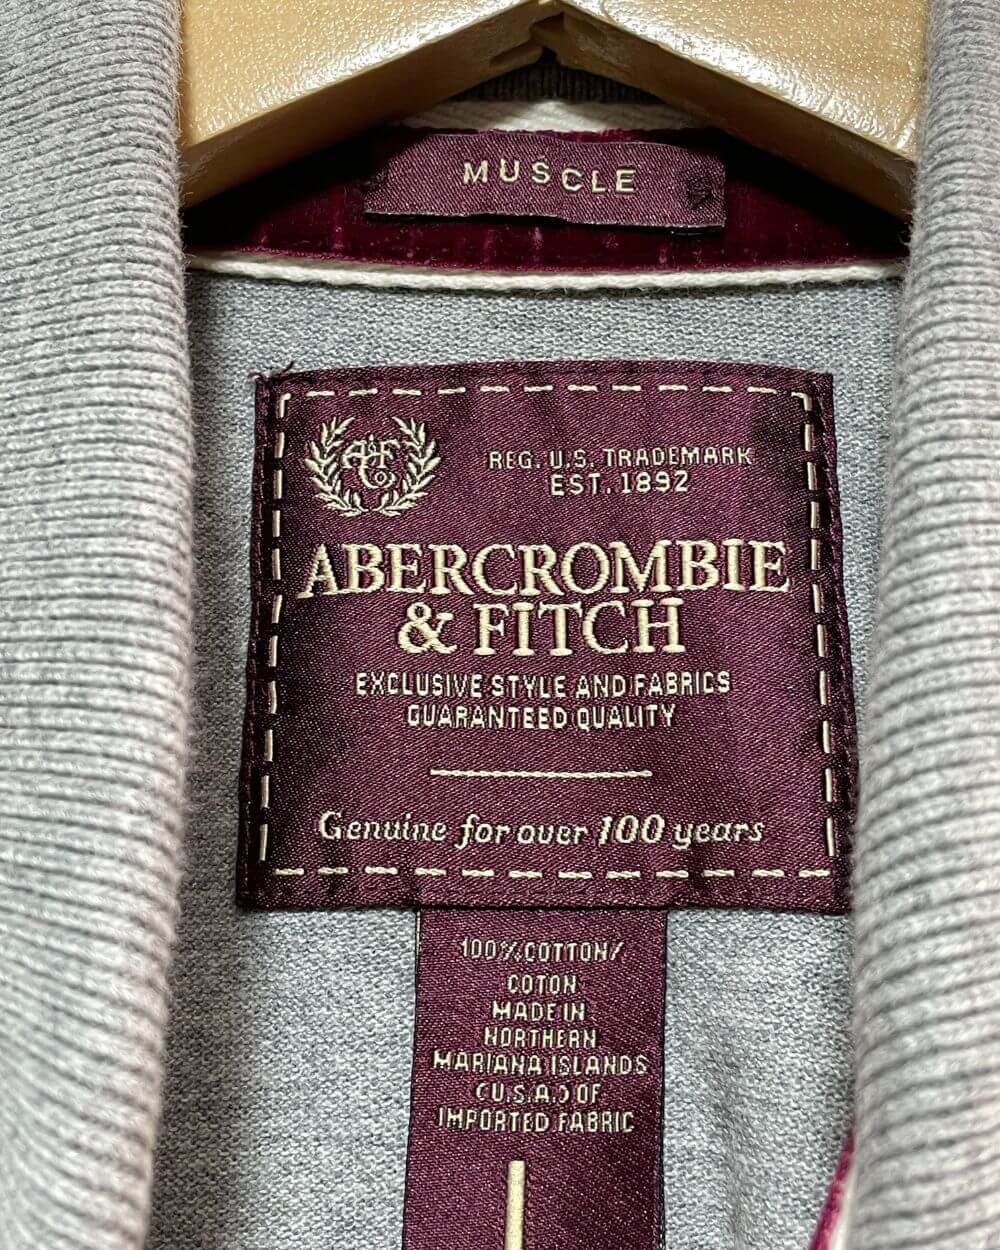 MUSCLE
A&F
Co
REG. U.S. TRADEMARK
EST. 1892
ABERCROMBIE
& FITCH
EXCLUSIVE STYLE AND FABRICS
GUARANTEED QUALITY
Genuine for over 100 years
100% COTTON/
COTON
MADE IN
NORTHERN
MARIANA ISLANDS
(U.S.A.) OF
IMPORTED FABRIC